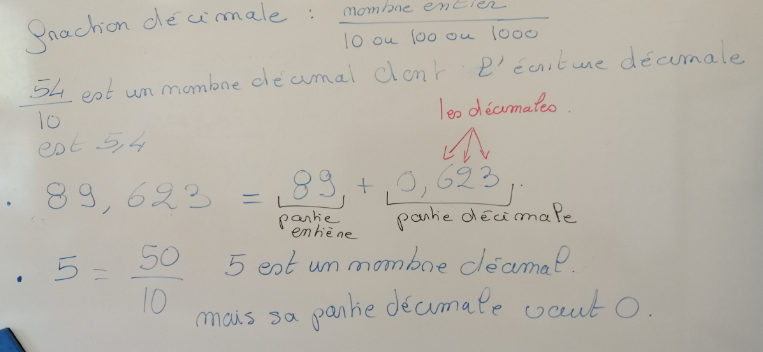 fraction décimale : nombre entier / 10 ou 100 ou 1000
54/10 est un nombre décimal dont l'écriture décimale
est 5,4
les décimales.
. 89,623 = 89 + 0,623.
partie entière partie décimale
. 5 = 50/10 5 est un nombre décimal.
mais sa partie décimale vaut 0.